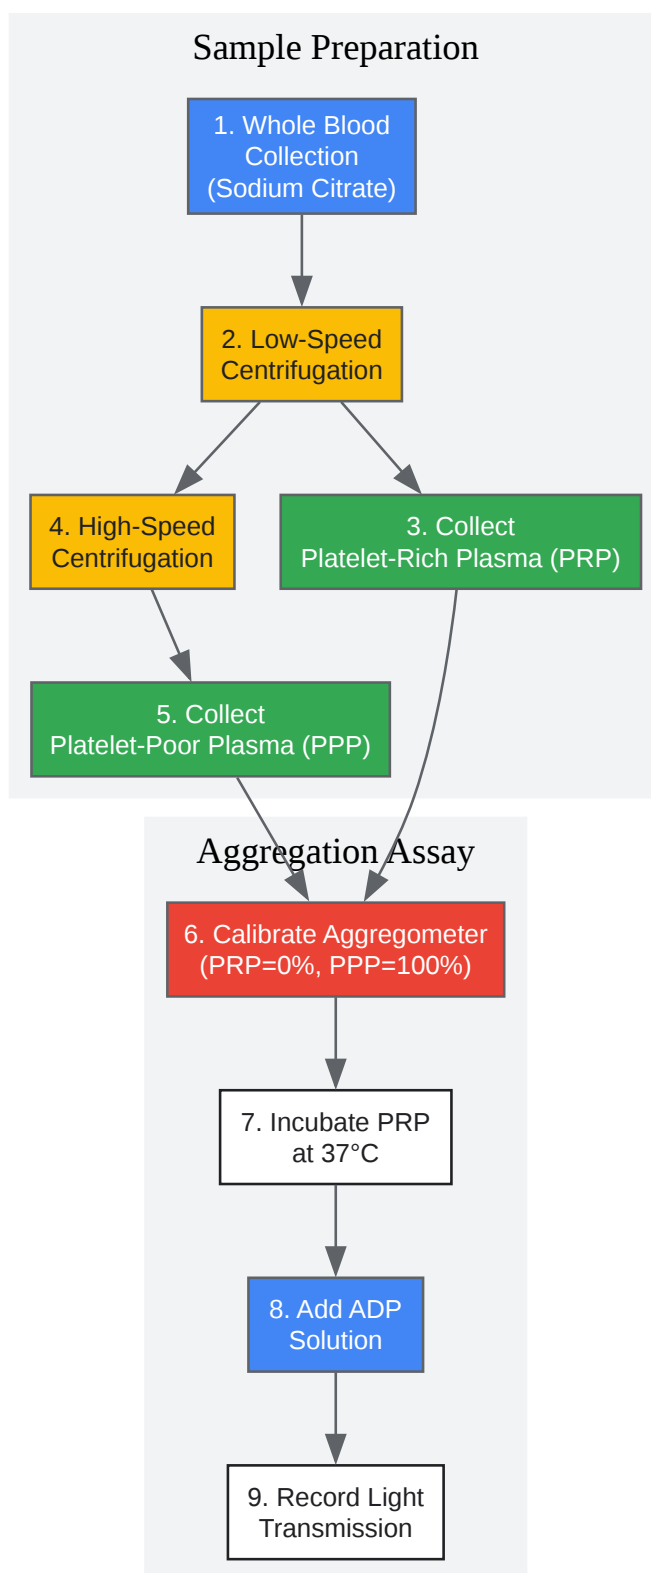 Sample Preparation
1. Whole Blood
Collection
(Sodium Citrate)
2. Low-Speed
Centrifugation
4. High-Speed
Centrifugation
3. Collect
Platelet-Rich Plasma (PRP)
5. Collect
Platelet-Poor Plasma (PPP)
Aggregation Assay
6. Calibrate Aggregometer
(PRP=0%, PPP=100%)
7. Incubate PRP
at 37°C
8. Add ADP
Solution
9. Record Light
Transmission